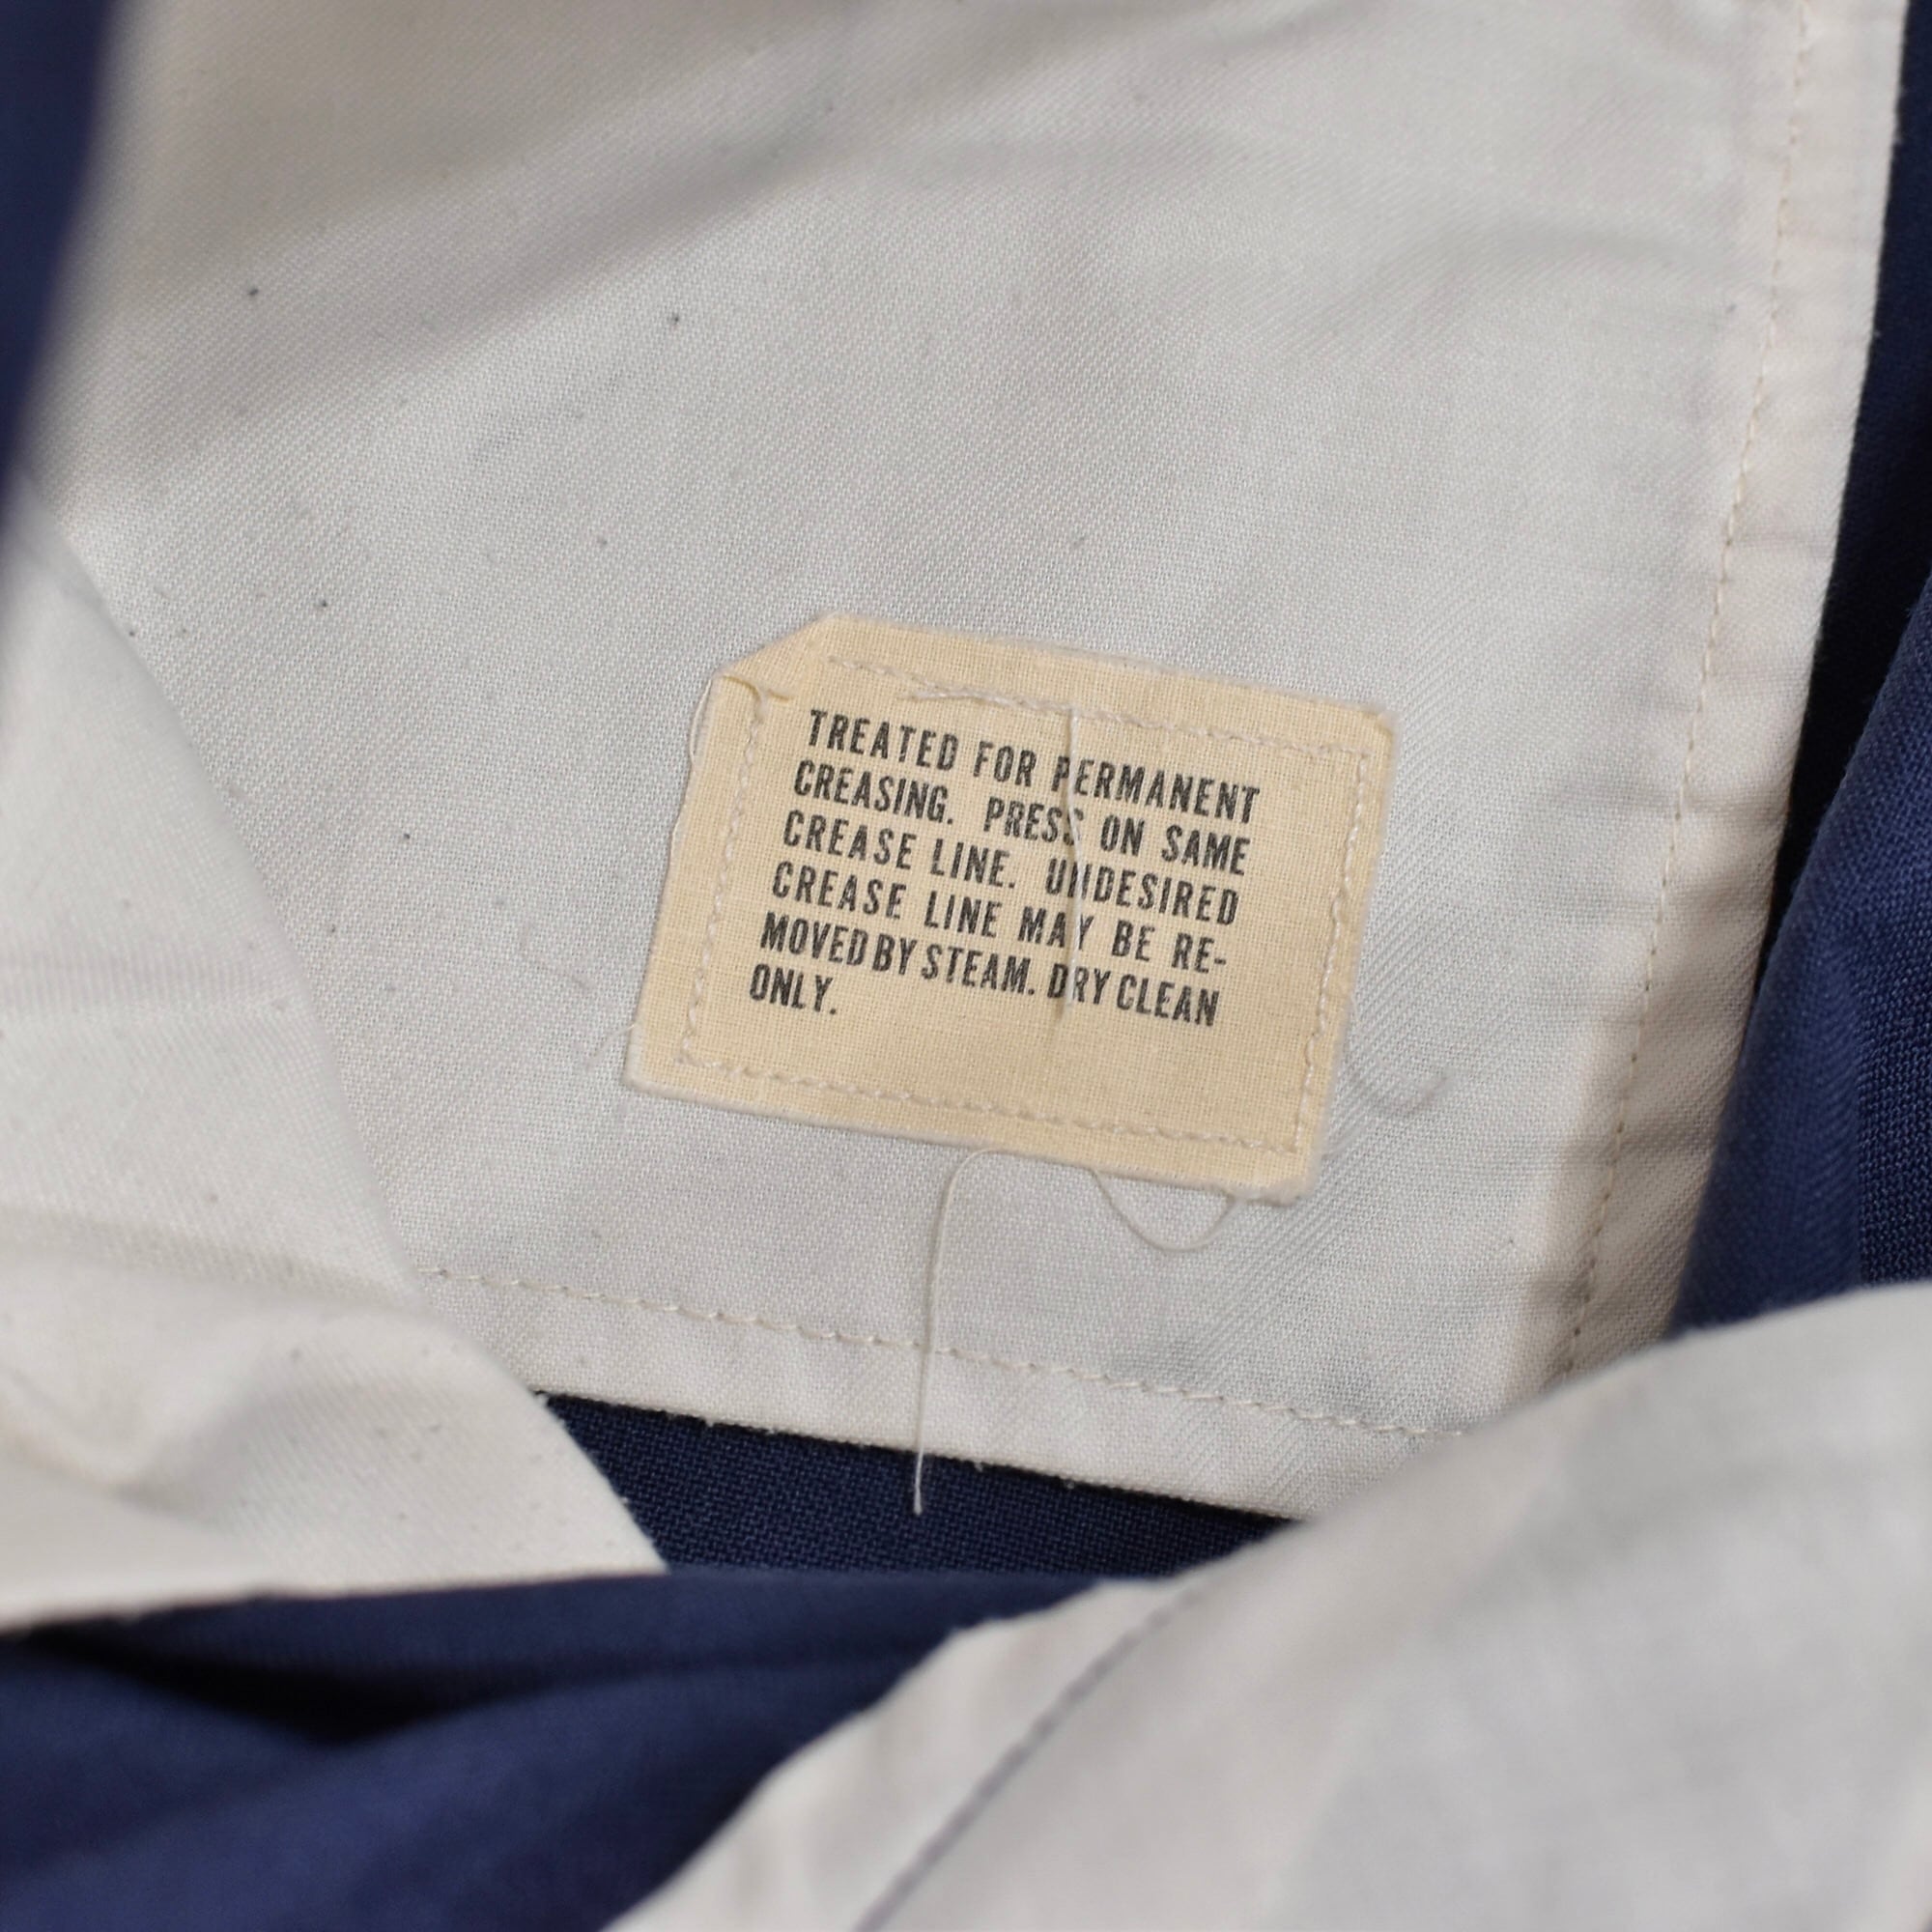 TREATED FOR PERMANENT
CREASING. PRESS ON SAME
CREASE LINE. UNDESIRED
CREASE LINE MAY BE RE-
MOVED BY STEAM. DRY CLEAN
ONLY.